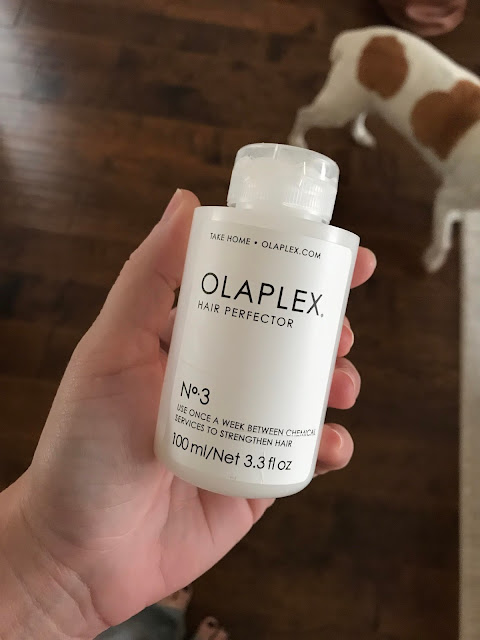 TAKE HOME • OLAPLEX.COM
OLAPLEX.
HAIR PERFECTOR
Nº.3
USE ONCE A WEEK BETWEEN CHEMICAL
SERVICES TO STRENGTHEN HAIR
100 ml/Net 3.3 fl oz